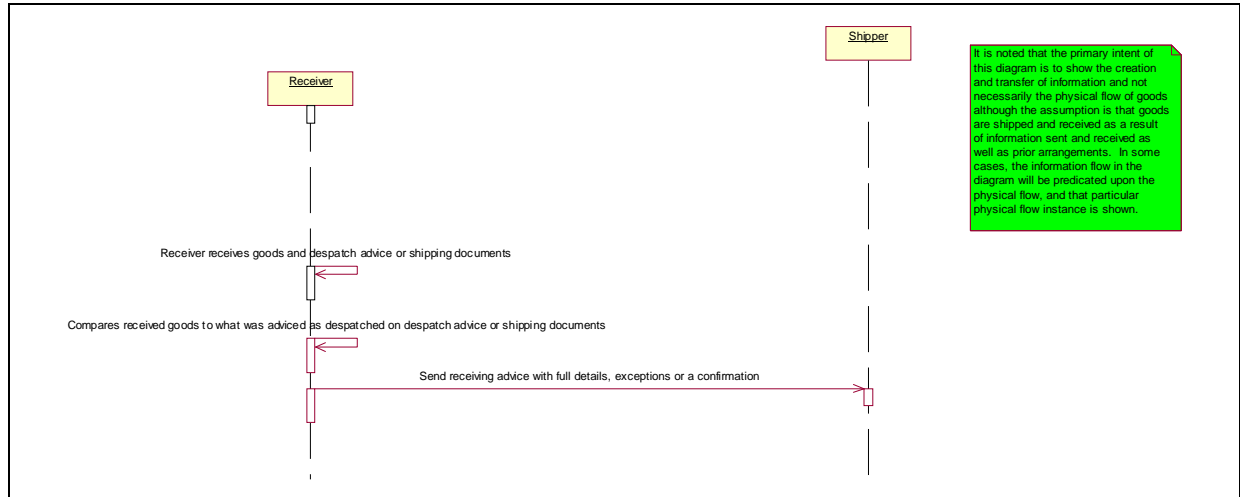 Shipper
Receiver
It is noted that the primary intent of
this diagram is to show the creation
and transfer of information and not
necessarily the physical flow of goods
although the assumption is that goods
are shipped and received as a result
of information sent and received as
well as prior arrangements.  In some
cases, the information flow in the
diagram will be predicated upon the
physical flow, and that particular
physical flow instance is shown.
Receiver receives goods and despatch advice or shipping documents
Compares received goods to what was adviced as despatched on despatch advice or shipping documents
Send receiving advice with full details, exceptions or a confirmation